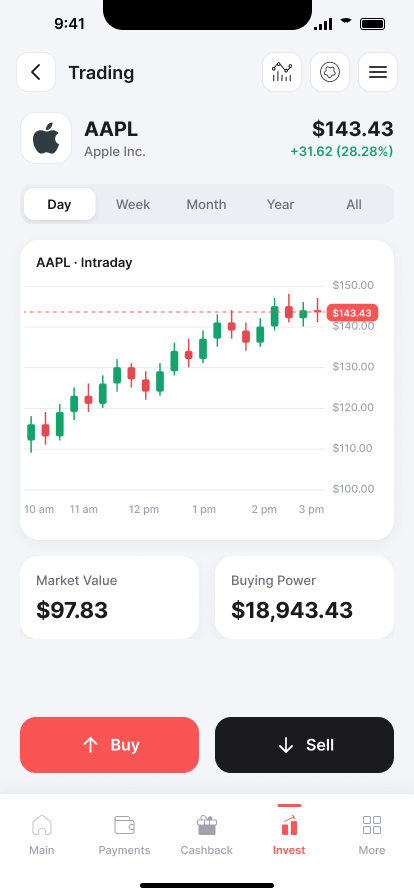 9:41
Trading
AAPL
$143.43
Apple Inc.
+31.62 (28.28%)
Day
Week
Month
Year
All
AAPL · Intraday
$150.00
$143.43
$140.00
$130.00
$120.00
$110.00
$100.00
10 am
11 am
12 pm
1 pm
2 pm
3 pm
Market Value
$97.83
Buying Power
$18,943.43
Buy
Sell
Main
Payments
Cashback
Invest
More